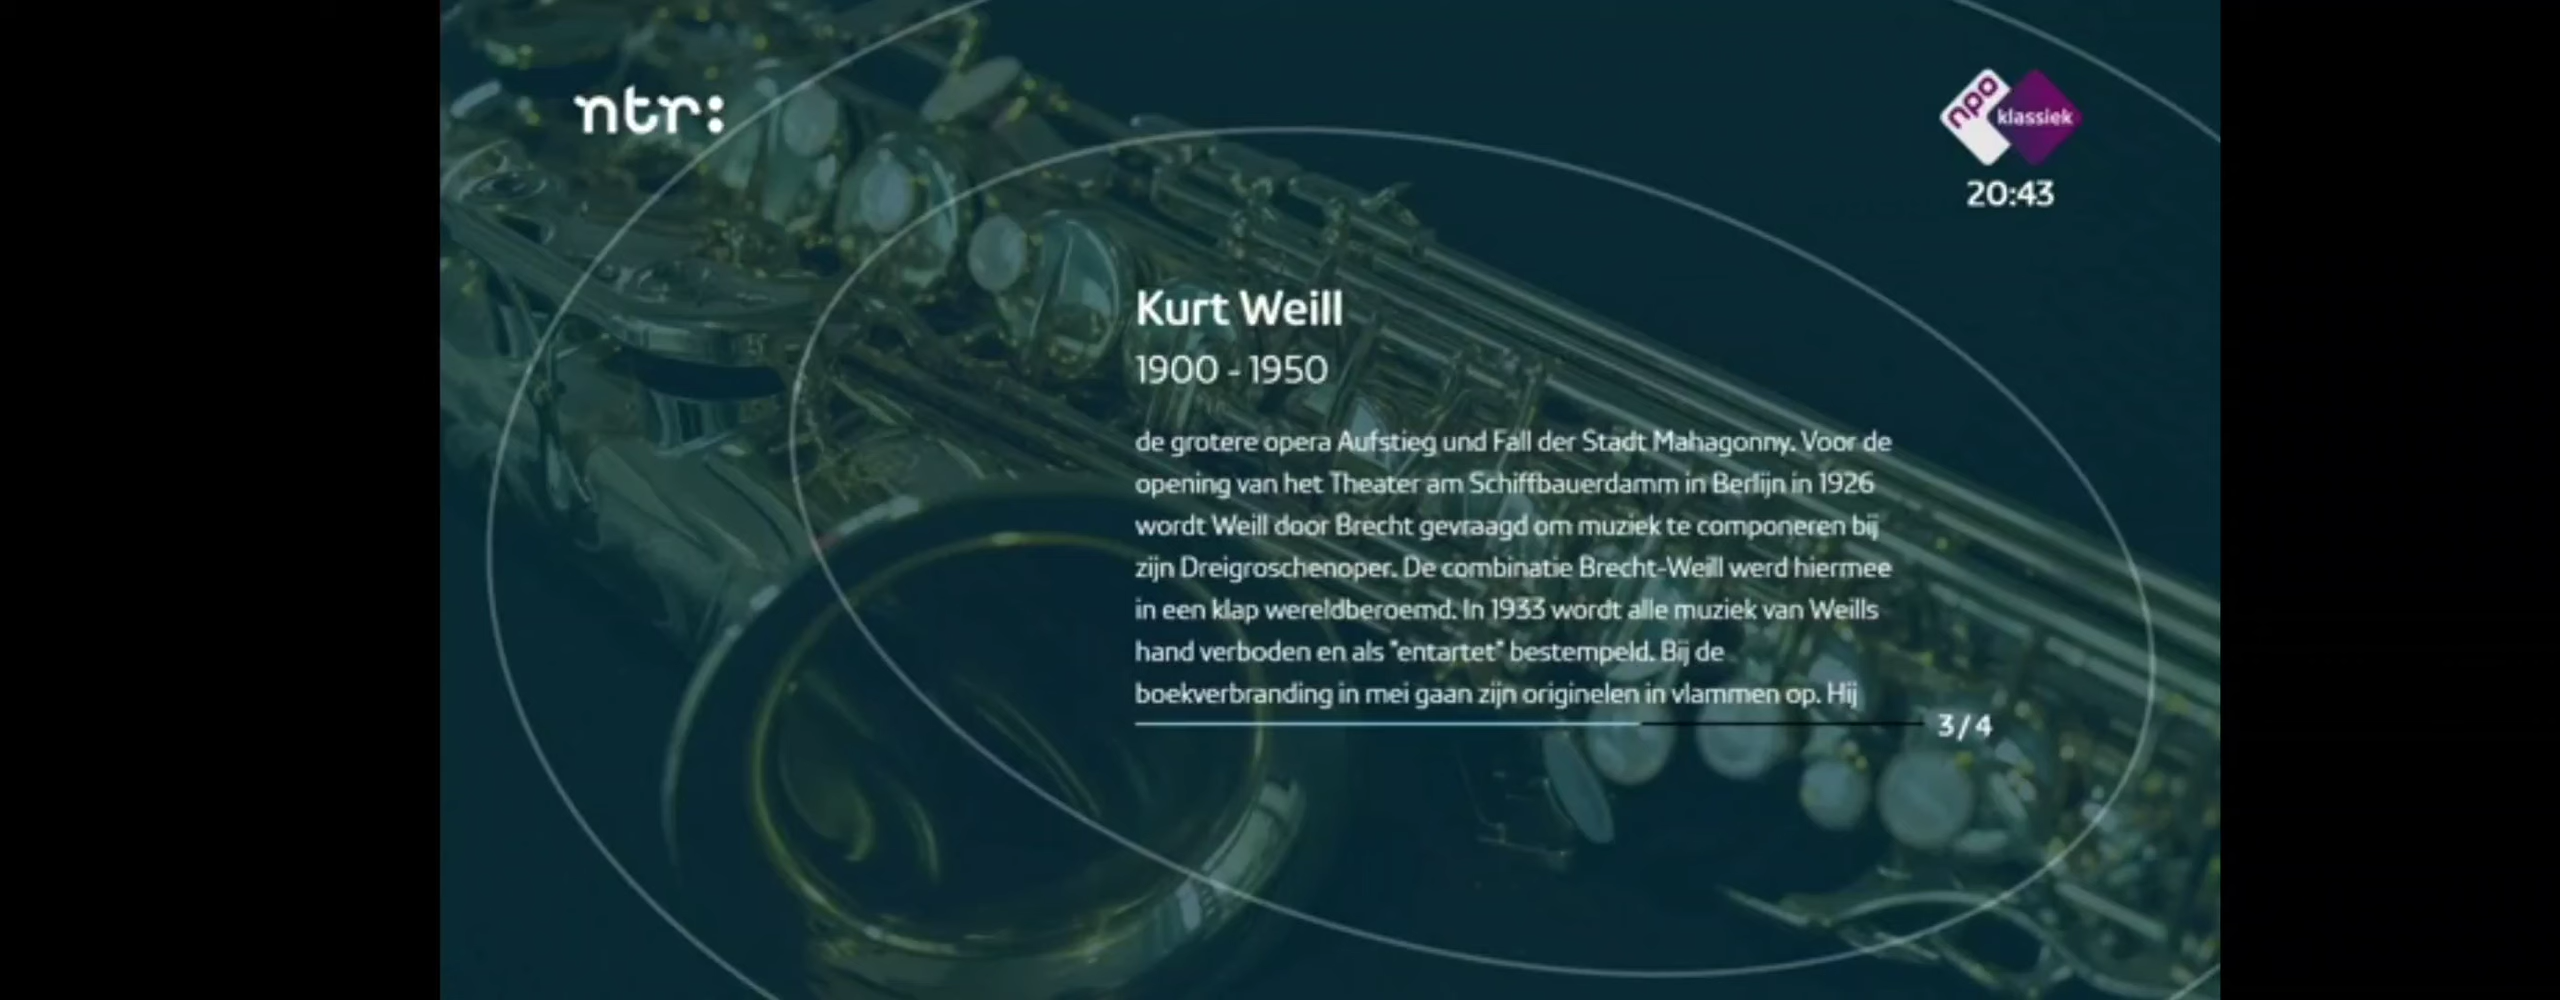 ntr:
npo
klassiek
20:43
Kurt Weill
1900 - 1950
de grotere opera Aufstieg und Fall der Stadt Mahagonny. Voor de
opening van het Theater am Schiffbauerdamm in Berlijn in 1926
wordt Weill door Brecht gevraagd om muziek te componeren bij
zijn Dreigroschenoper. De combinatie Brecht-Weill werd hiermee
in een klap wereldberoemd. In 1933 wordt alle muziek van Weills
hand verboden en als "entartet" bestempeld. Bij de
boekverbranding in mei gaan zijn originelen in vlammen op. Hij
3/4